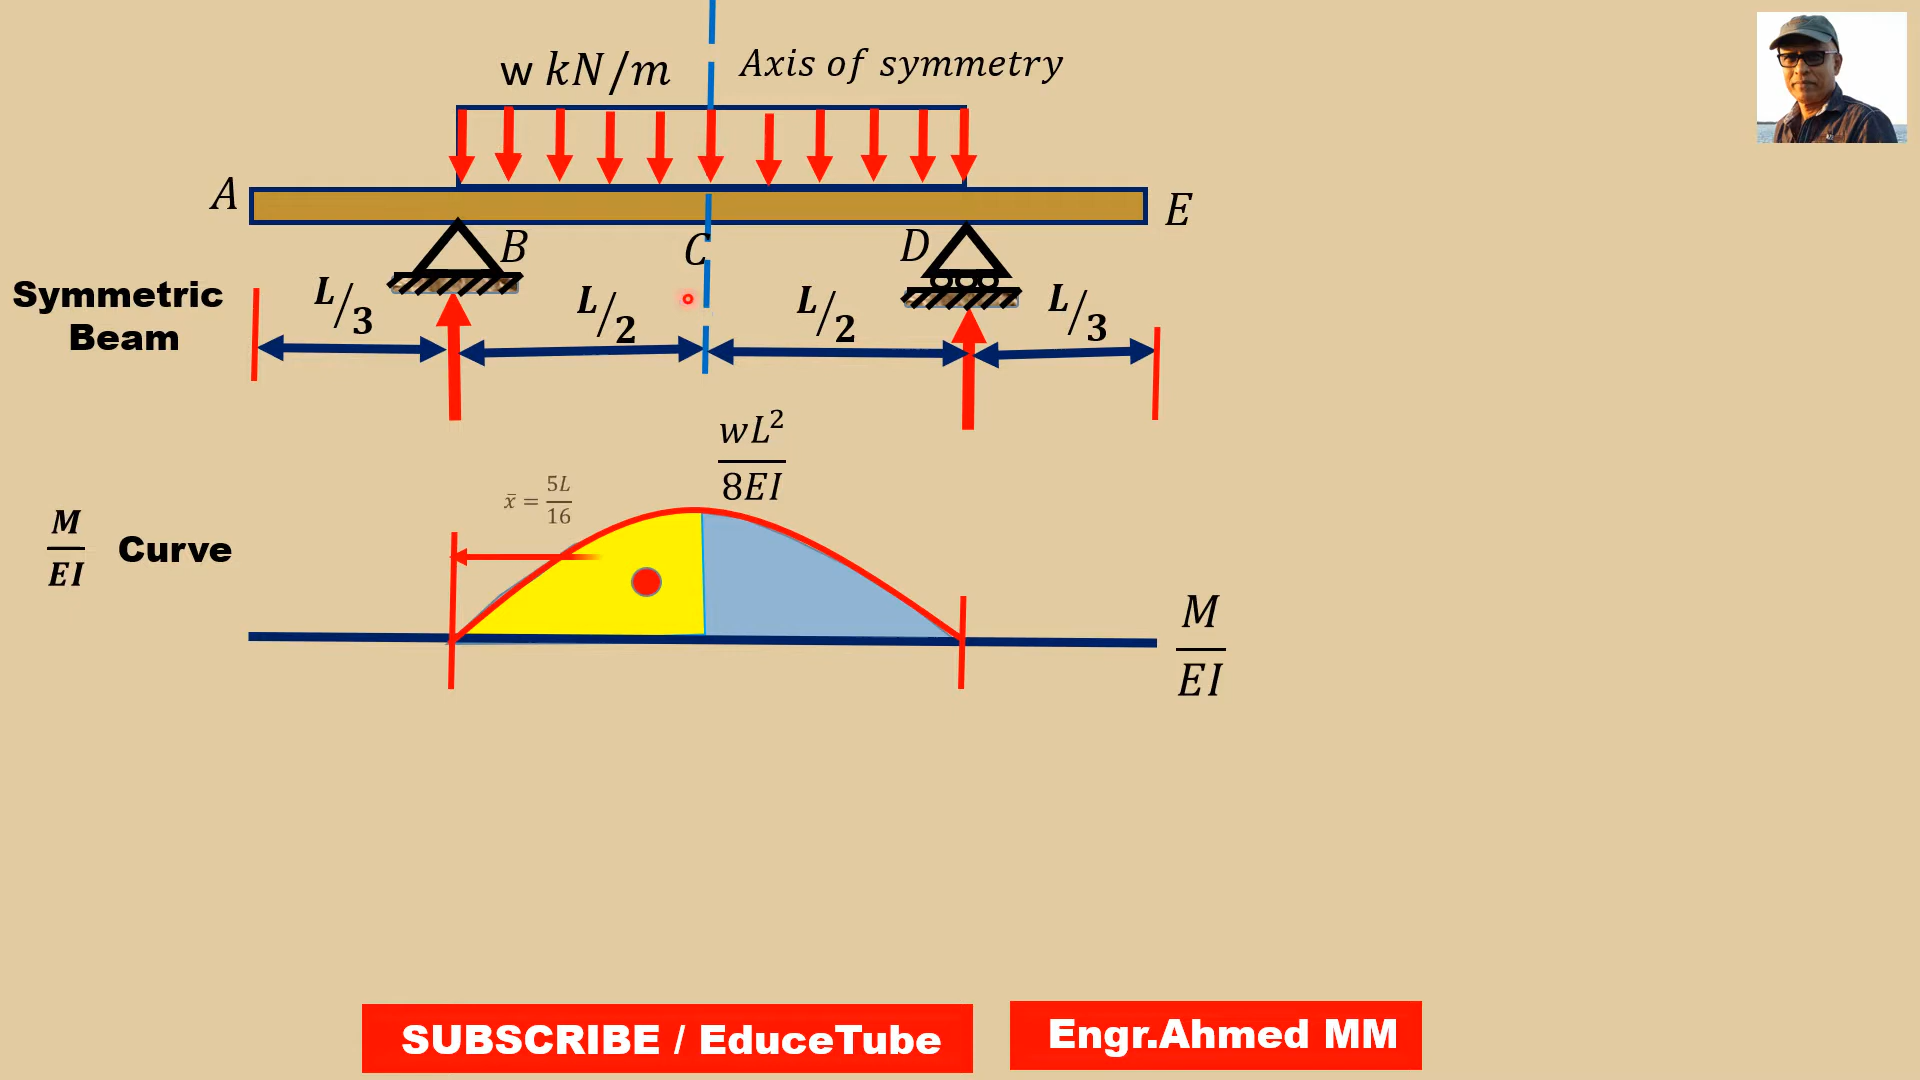 w kN/m
Axis of symmetry
A
E
B
C
D
Symmetric
Beam
L/3
L/2
L/2
L/3
wL²/8EI
x̄ = 5L/16
M/EI Curve
M/EI
SUBSCRIBE / EduceTube
Engr.Ahmed MM